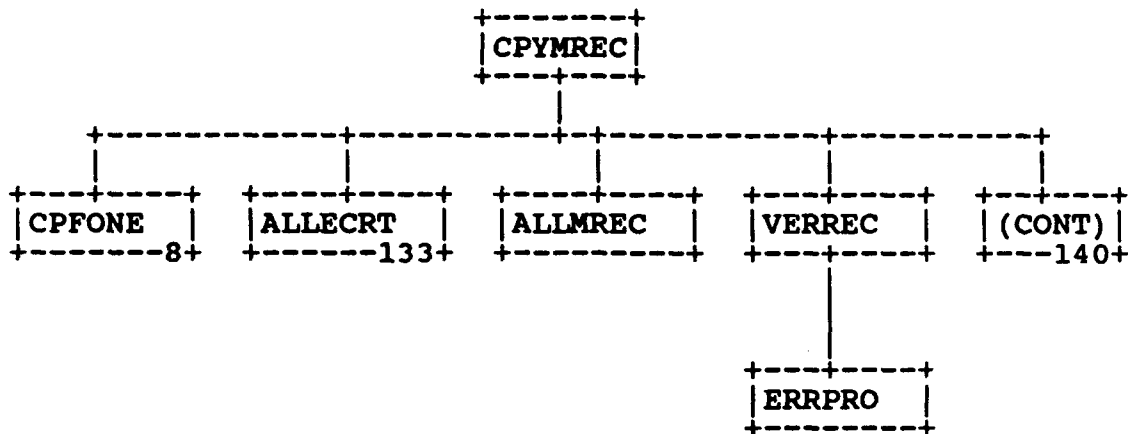 CPYMREC
CPFONE ALLECRT ALLMREC VERREC (CONT)
8 133 140
ERRPRO